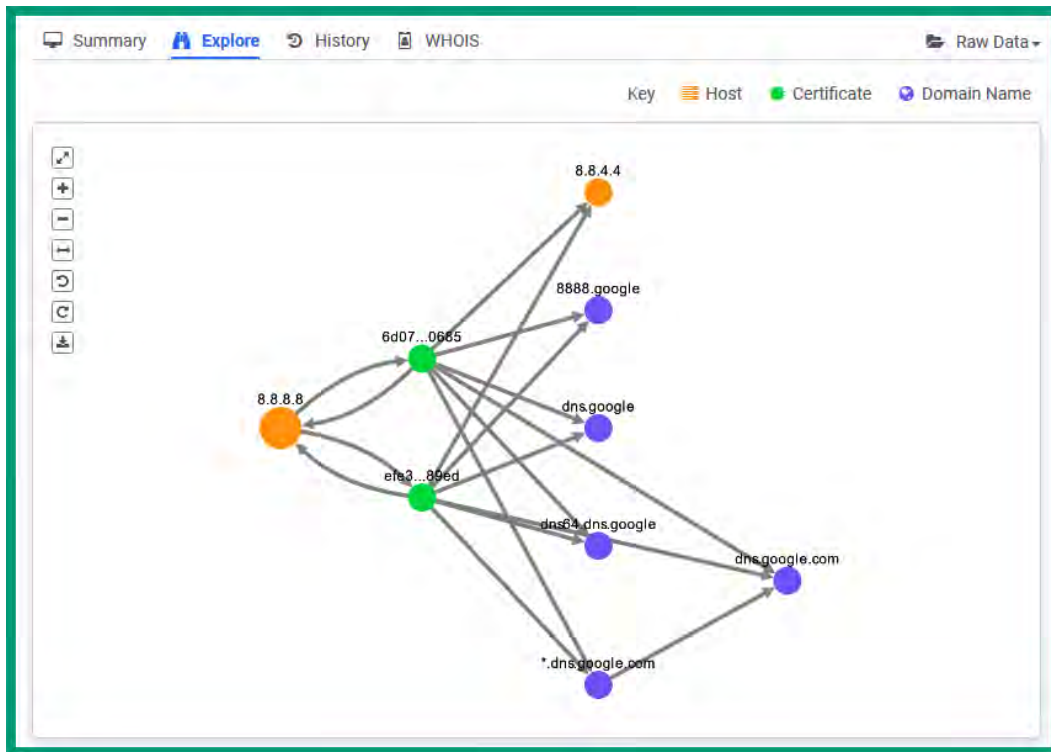 Summary Explore History WHOIS Raw Data
Key Host Certificate Domain Name
8.8.4.4
8888.google
6d07...0685
8.8.8.8
dns.google
efe3...89ed
dns64.dns.google
dns.google.com
*.dns.google.com